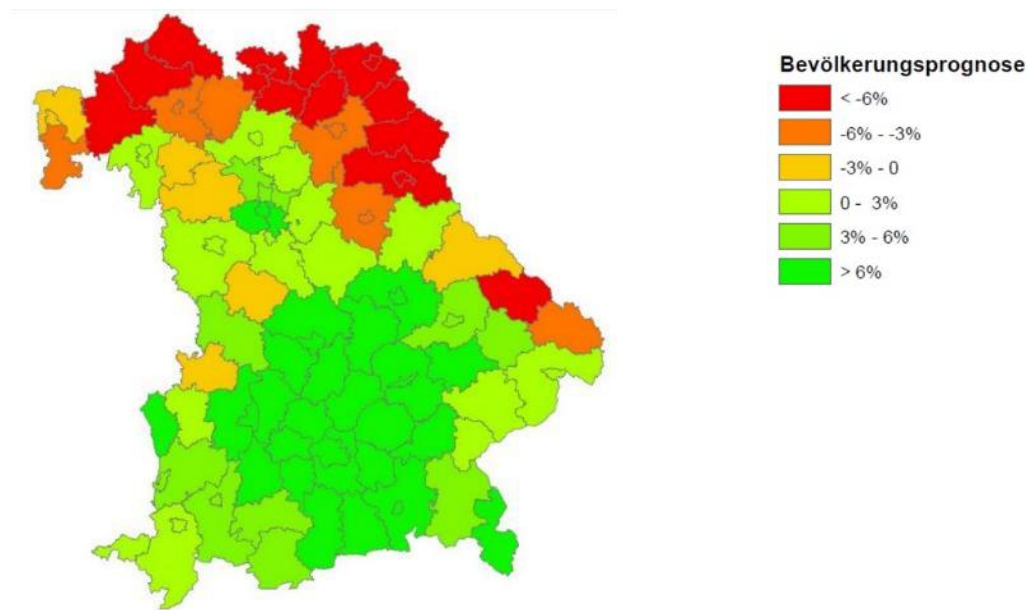 Bevölkerungsprognose
< -6%
-6% - -3%
-3% - 0
0 - 3%
3% - 6%
> 6%